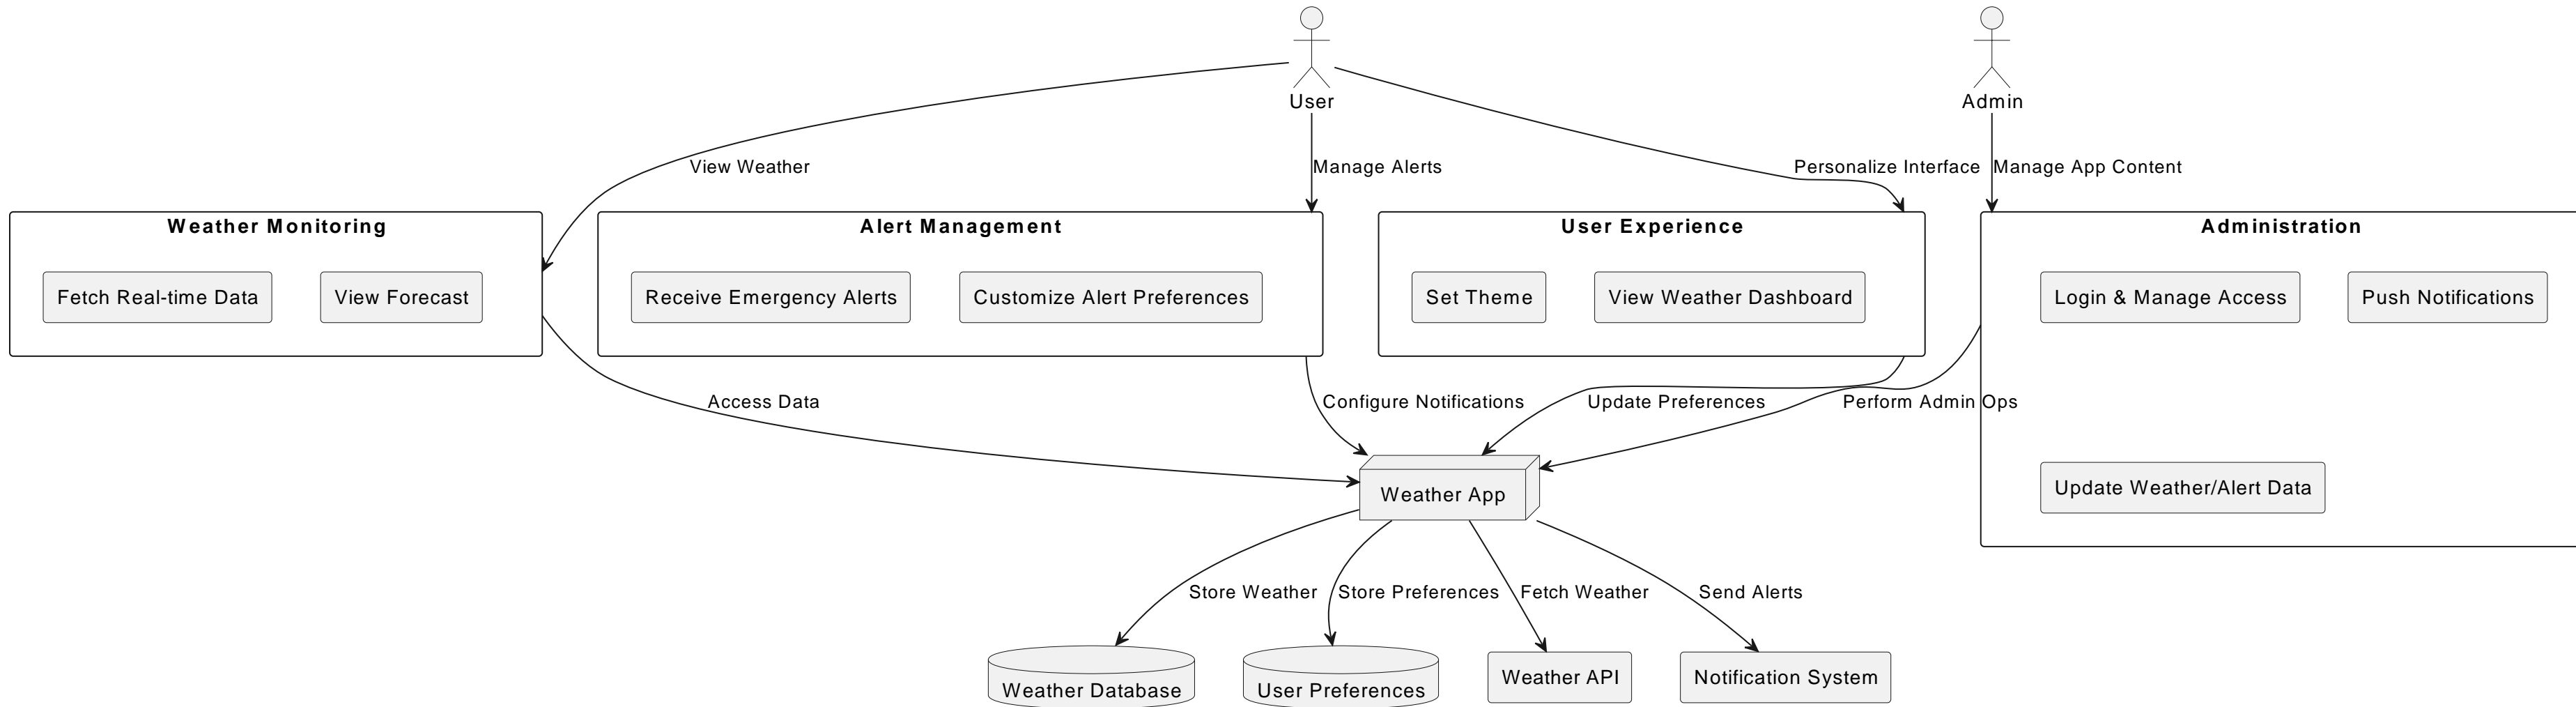 User
Admin
View Weather
Manage Alerts
Personalize Interface
Manage App Content
Weather Monitoring
Fetch Real-time Data
View Forecast
Alert Management
Receive Emergency Alerts
Customize Alert Preferences
User Experience
Set Theme
View Weather Dashboard
Administration
Login & Manage Access
Push Notifications
Update Weather/Alert Data
Access Data
Configure Notifications
Update Preferences
Perform Admin Ops
Weather App
Store Weather
Store Preferences
Fetch Weather
Send Alerts
Weather Database
User Preferences
Weather API
Notification System